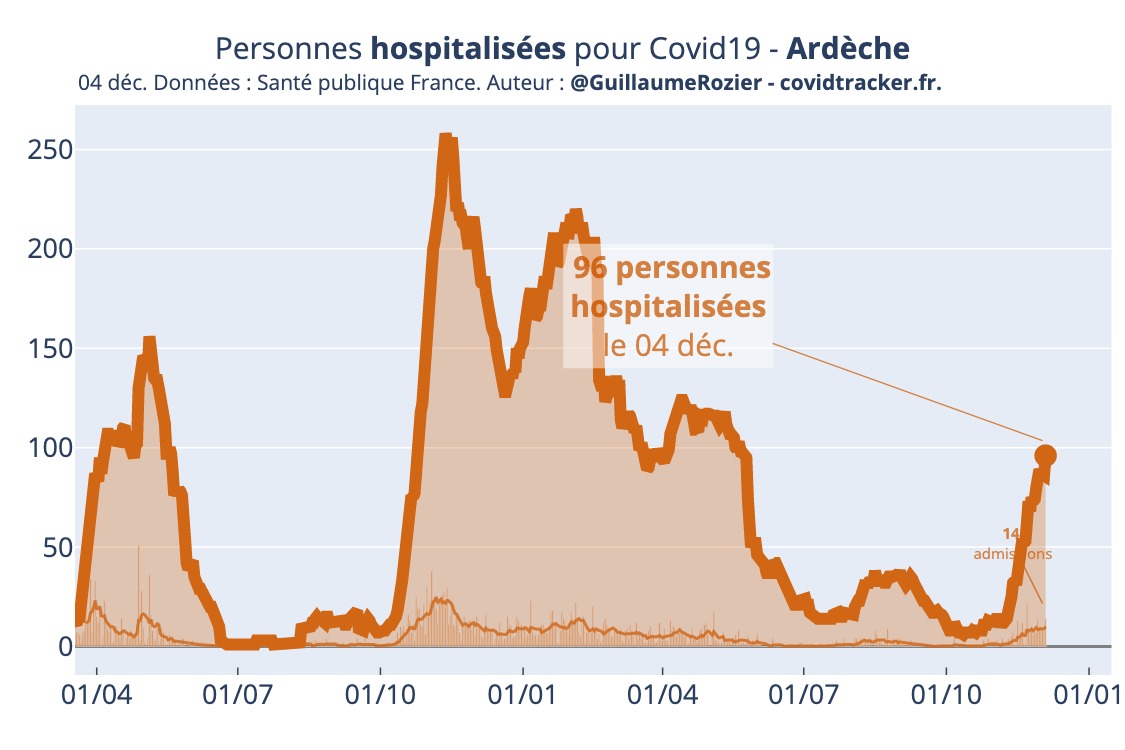 Personnes hospitalisées pour Covid19 - Ardèche
04 déc. Données : Santé publique France. Auteur : @GuillaumeRozier - covidtracker.fr.
250
200
150
100
50
0
96 personnes
hospitalisées
le 04 déc.
14
admissions
01/04
01/07
01/10
01/01
01/04
01/07
01/10
01/01